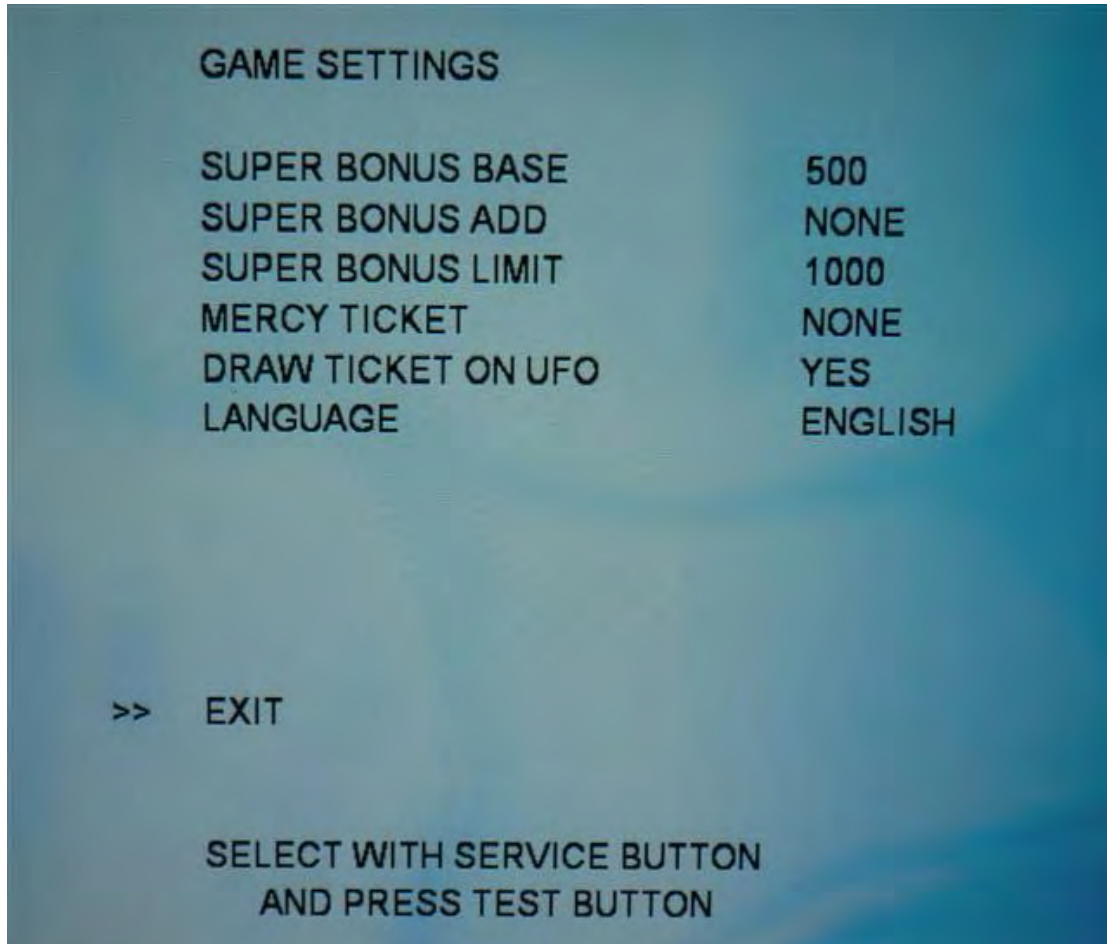 GAME SETTINGS
SUPER BONUS BASE 500
SUPER BONUS ADD NONE
SUPER BONUS LIMIT 1000
MERCY TICKET NONE
DRAW TICKET ON UFO YES
LANGUAGE ENGLISH
>> EXIT
SELECT WITH SERVICE BUTTON
AND PRESS TEST BUTTON